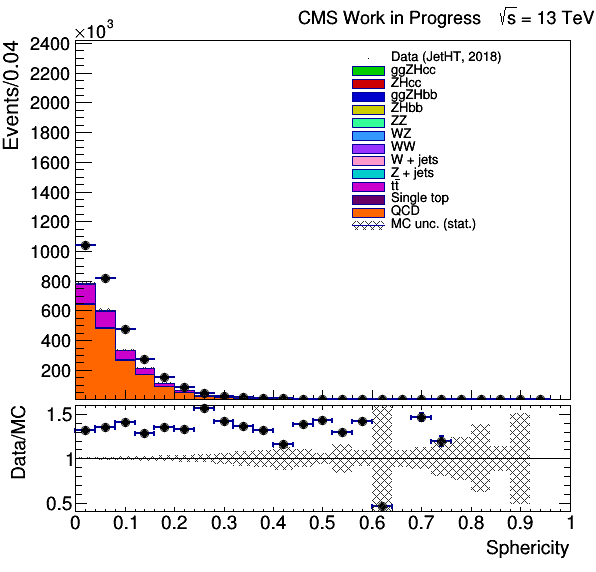 CMS Work in Progress √s = 13 TeV
×10³
Events/0.04
2400
2200
2000
1800
1600
1400
1200
1000
800
600
400
200
Data (JetHT, 2018)
ggZHcc
ZHcc
ggZHbb
ZHbb
ZZ
WZ
WW
W + jets
Z + jets
tt̄
Single top
QCD
MC unc. (stat.)
Data/MC
1.5
1
0.5
0 0.1 0.2 0.3 0.4 0.5 0.6 0.7 0.8 0.9 1
Sphericity